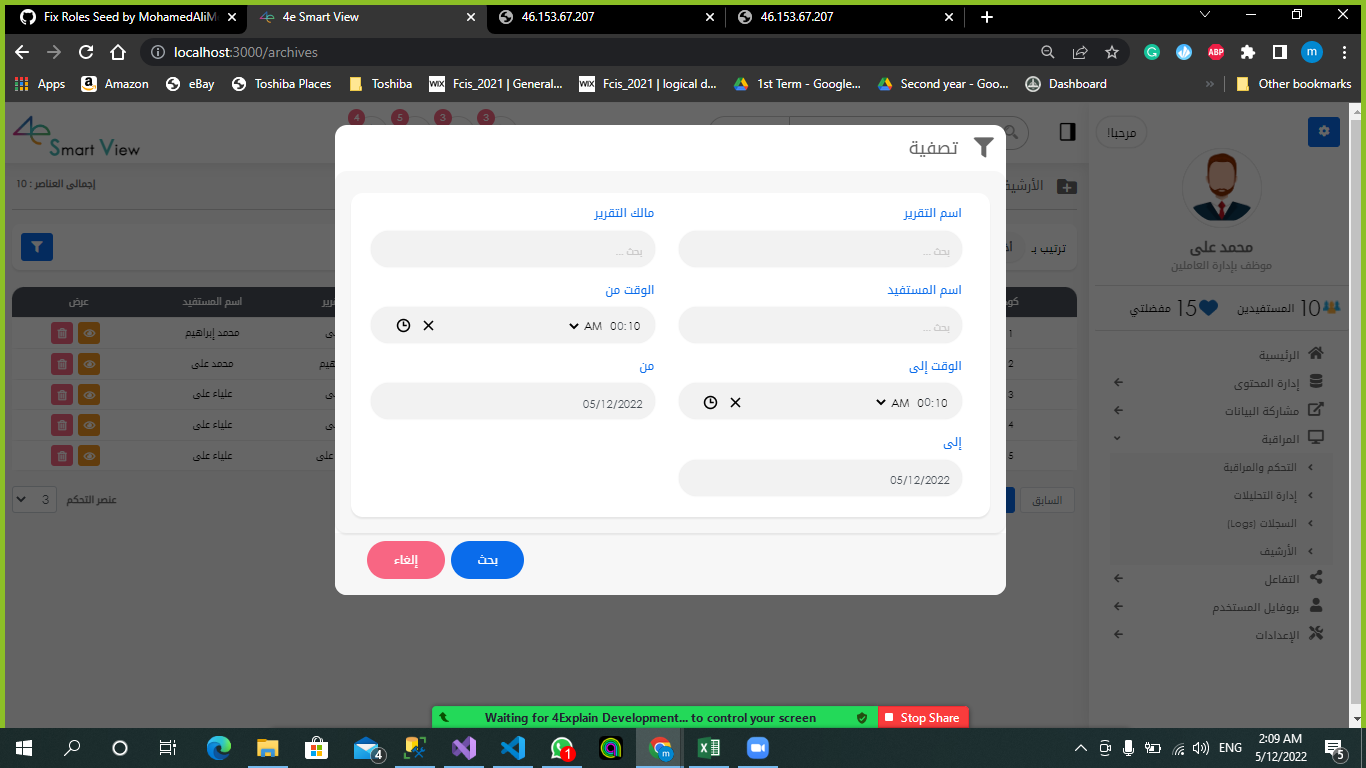 Fix Roles Seed by MohamedAliM
4e Smart View
46.153.67.207
46.153.67.207
localhost:3000/archives
Apps
Amazon
eBay
Toshiba Places
Toshiba
Fcis_2021 | General...
Fcis_2021 | logical d...
1st Term - Google...
Second year - Goo...
Dashboard
Other bookmarks
4e Smart View
4
5
3
3
مرحبا!
محمد على
موظف بإدارة العاملين
10 المستفيدين
15 مفضلتي
الرئيسية
إدارة المحتوى
مشاركة البيانات
المراقبة
التحكم والمراقبة
إدارة التحليلات
السجلات (Logs)
الأرشيف
التفاعل
بروفايل المستخدم
الإعدادات
إجمالى العناصر : 10
ترتيب بـ
اسم المستفيد
عرض
1
محمد إبراهيم
2
محمد على
3
علياء على
4
علياء على
5
علياء على
السابق
عنصر التحكم
3
تصفية
اسم التقرير
مالك التقرير
بحث ...
بحث ...
اسم المستفيد
الوقت من
بحث ...
00:10 AM
الوقت إلى
من
00:10 AM
05/12/2022
إلى
05/12/2022
بحث
إلغاء
Waiting for 4Explain Development... to control your screen
Stop Share
4
1
ENG
2:09 AM
5/12/2022
5